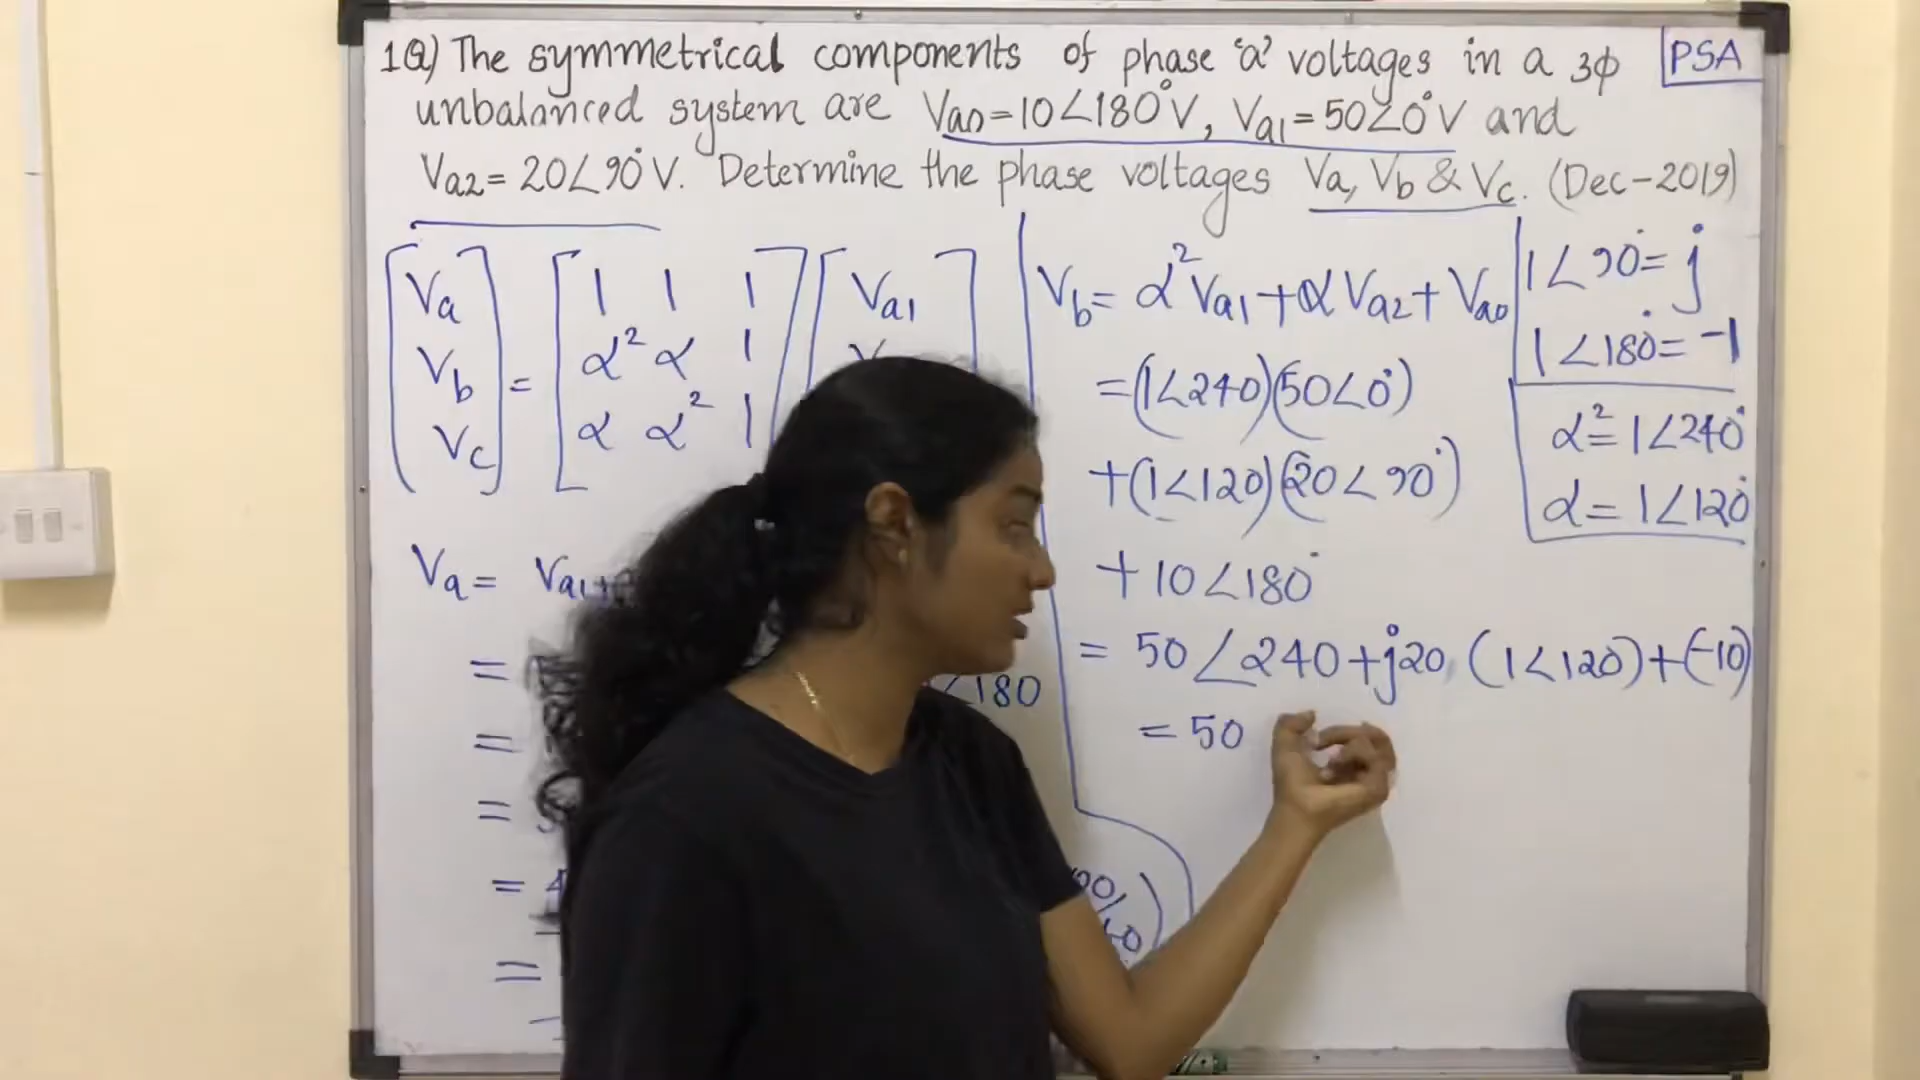 1Q) The symmetrical components of phase 'a' voltages in a 3ϕ
PSA
unbalanced system are Va0=10∠180°V, Va1=50∠0°V and
Va2=20∠90°V. Determine the phase voltages Va, Vb & Vc. (Dec-2019)
Va 1 1 1 Va1
Vb = α² α 1
Vc α α² 1
Va= Va1+
=
∠180
=
=
=
=
Vb= α²Va1+αVa2+Va0
=(1∠240)(50∠0°)
+(1∠120)(20∠90°)
+10∠180°
= 50∠240+j20(1∠120°)+(-10)
= 50
1∠90°=j
1∠180°=-1
α²=1∠240°
α=1∠120°